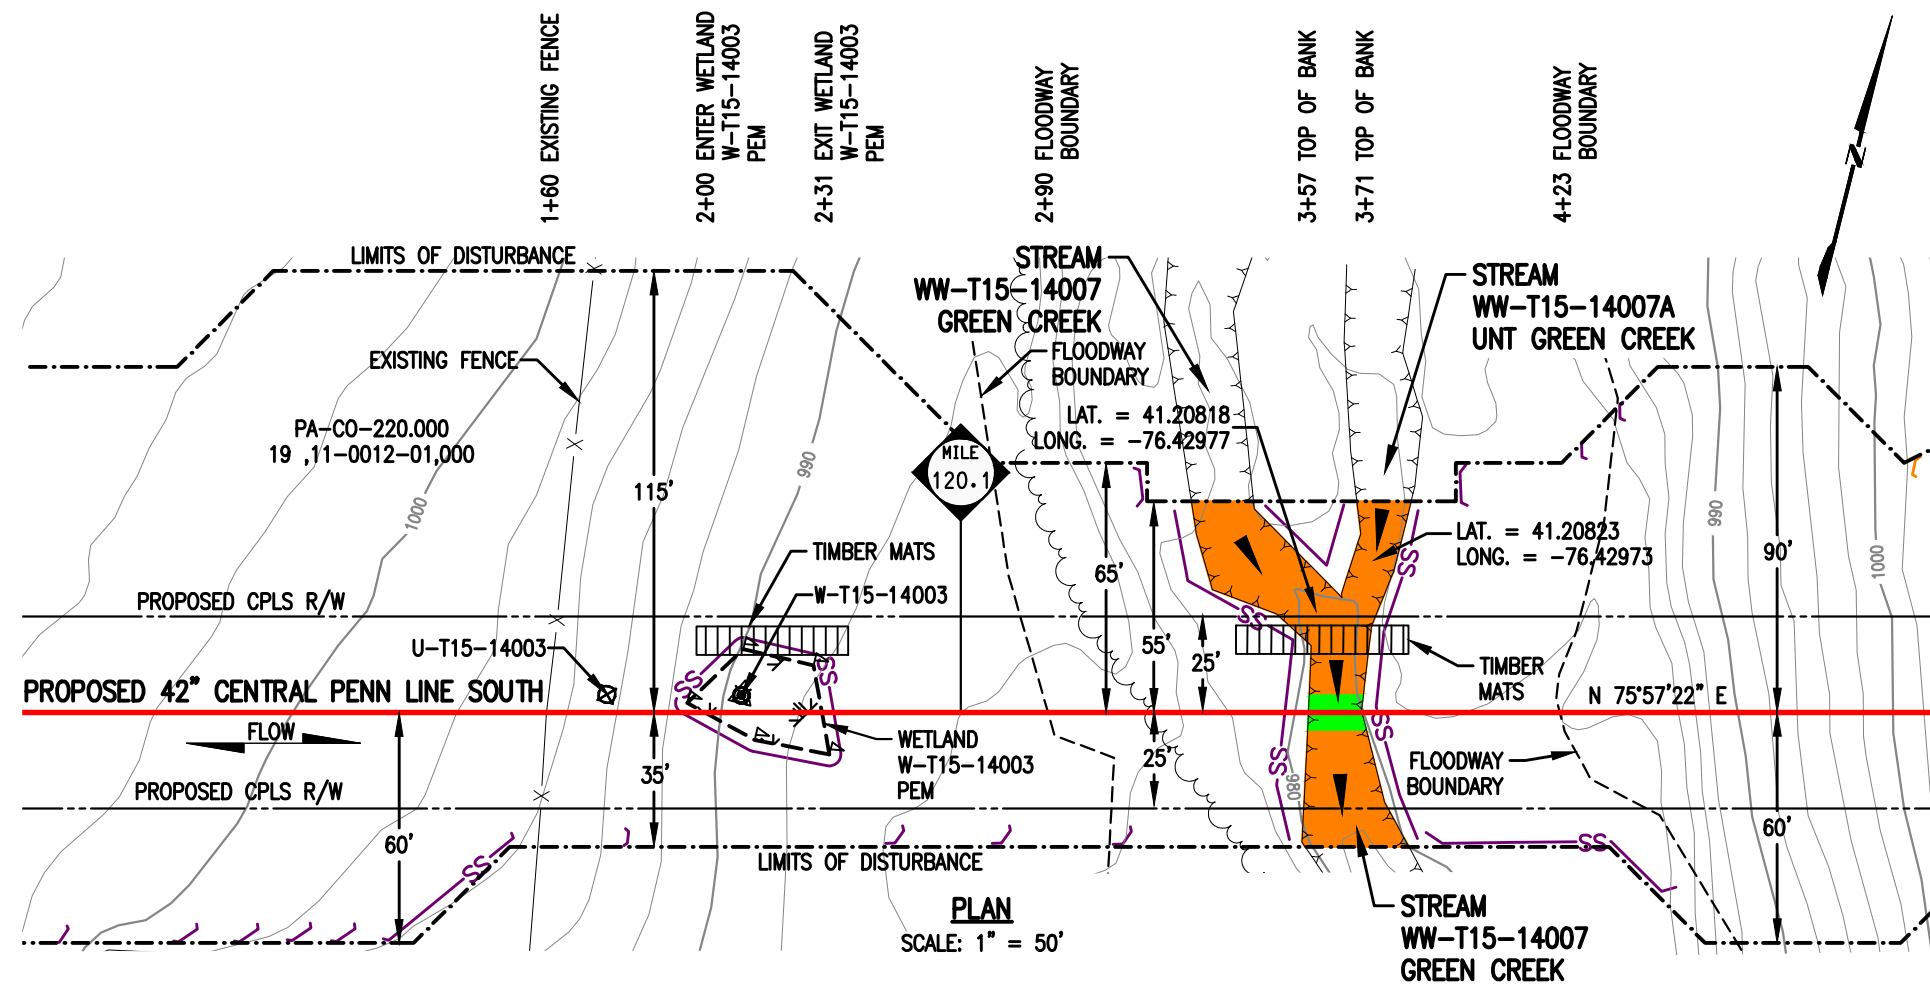 1+60 EXISTING FENCE
2+00 ENTER WETLAND
W-T15-14003
PEM
2+31 EXIT WETLAND
W-T15-14003
PEM
2+90 FLOODWAY
BOUNDARY
3+57 TOP OF BANK
3+71 TOP OF BANK
4+23 FLOODWAY
BOUNDARY
N
LIMITS OF DISTURBANCE
STREAM
WW-T15-14007
GREEN CREEK
STREAM
WW-T15-14007A
UNT GREEN CREEK
EXISTING FENCE
FLOODWAY
BOUNDARY
PA-CO-220.000
19 ,11-0012-01,000
LAT. = 41.20818
LONG. = -76.42977
MILE
120.1
990
1000
115'
990
1000
LAT. = 41.20823
LONG. = -76.42973
90'
TIMBER MATS
65'
SS
W-T15-14003
PROPOSED CPLS R/W
SS
55'
25'
U-T15-14003
TIMBER
MATS
SS
SS
PROPOSED 42" CENTRAL PENN LINE SOUTH
N 75°57'22" E
FLOW
SS
SS
WETLAND
W-T15-14003
PEM
25'
35'
FLOODWAY
BOUNDARY
980
PROPOSED CPLS R/W
60'
60'
SS
SS
LIMITS OF DISTURBANCE
PLAN
SCALE: 1" = 50'
STREAM
WW-T15-14007
GREEN CREEK